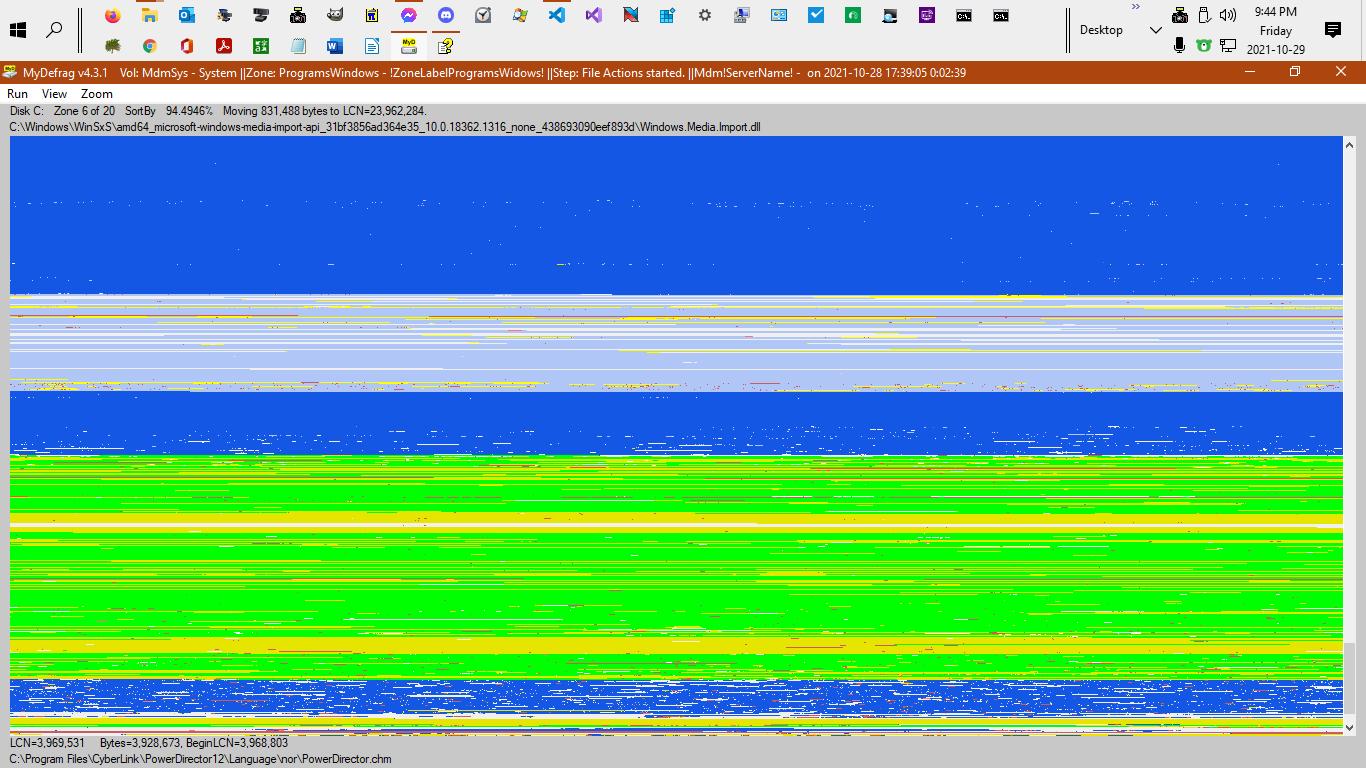 9:44 PM
Desktop
Friday
2021-10-29
MyDefrag v4.3.1 Vol: MdmSys - System ||Zone: ProgramsWindows - !ZoneLabelProgramsWidows! ||Step: File Actions started. ||Mdm!ServerName! - on 2021-10-28 17:39:05 0:02:39
Run View Zoom
Disk C: Zone 6 of 20 SortBy 94.4946% Moving 831,488 bytes to LCN=23,962,284.
C:\Windows\WinSxS\amd64_microsoft-windows-media-import-api_31bf3856ad364e35_10.0.18362.1316_none_438693090eef893d\Windows.Media.Import.dll
LCN=3,969,531 Bytes=3,928,673, BeginLCN=3,968,803
C:\Program Files\CyberLink\PowerDirector12\Language\nor\PowerDirector.chm